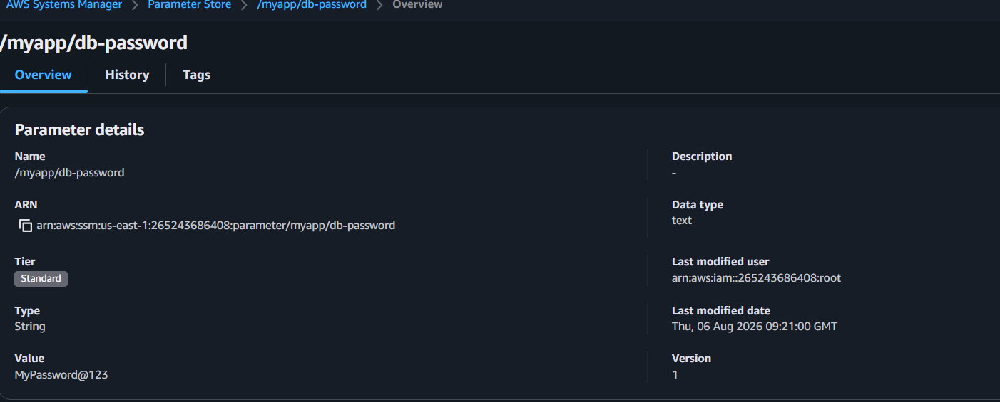 AWS Systems Manager > Parameter Store > /myapp/db-password > Overview
/myapp/db-password
Overview History Tags
Parameter details
Name
/myapp/db-password
Description
-
ARN
arn:aws:ssm:us-east-1:265243686408:parameter/myapp/db-password
Data type
text
Tier
Standard
Last modified user
arn:aws:iam::265243686408:root
Type
String
Last modified date
Thu, 06 Aug 2026 09:21:00 GMT
Value
MyPassword@123
Version
1